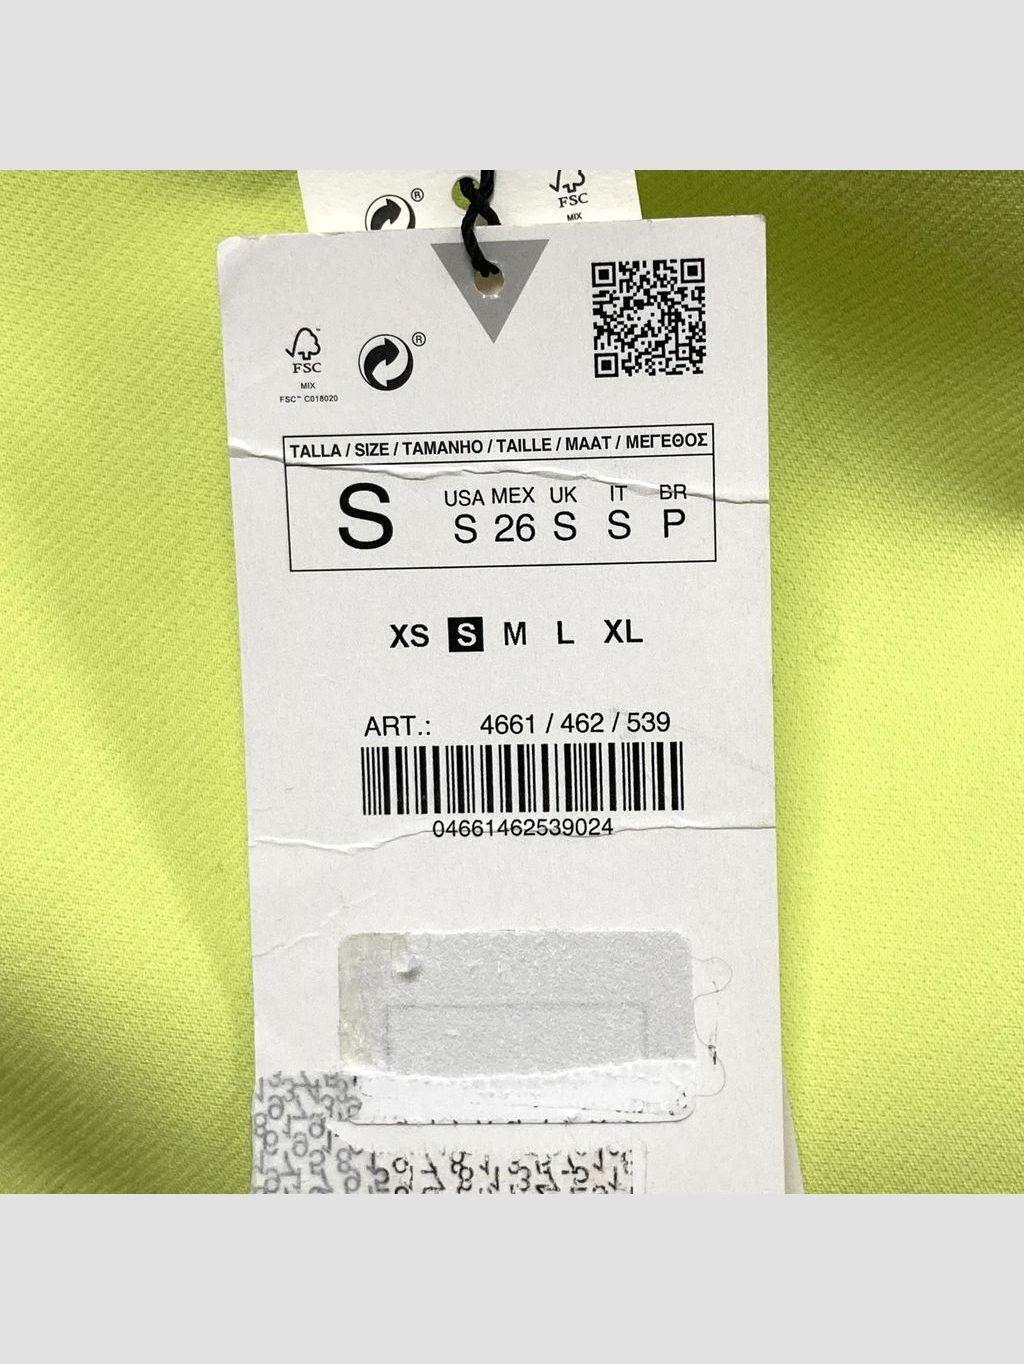 ®
FSC
MIX
FSC
MIX
FSC™ C018020
®
TALLA / SIZE / TAMANHO / TAILLE / MAAT / ΜΕΓΕΘΟΣ
S
USA MEX UK IT BR
S 26 S S P
XS S M L XL
ART.: 4661 / 462 / 539
04661462539024